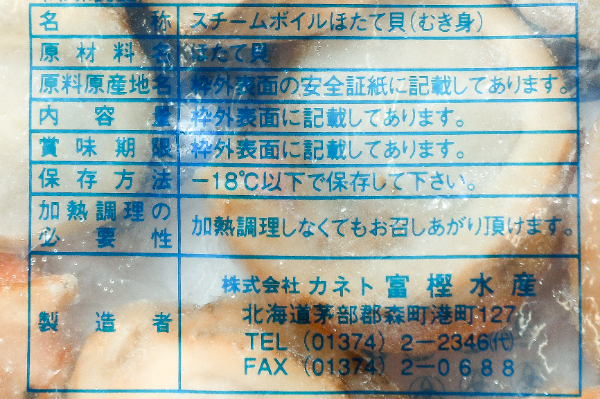 名称 スチームボイルほたて貝(むき身)
原材料名 ほたて貝
原料原産地名 枠外表面の安全証紙に記載してあります。
内容量 枠外表面に記載してあります。
賞味期限 枠外表面に記載してあります。
保存方法 −18℃以下で保存して下さい。
加熱調理の
必要性 加熱調理しなくてもお召しあがり頂けます。
製造者 株式会社 カネト富樫水産
北海道茅部郡森町港町127
TEL (01374) 2−2346(代)
FAX (01374) 2−0688